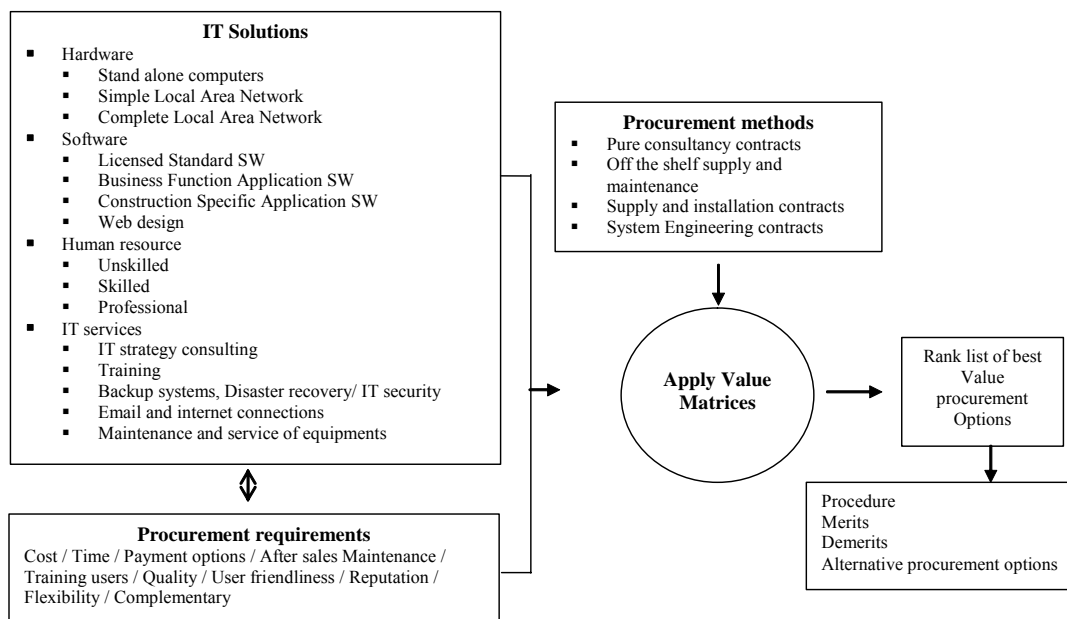 IT Solutions
▪ Hardware
▪ Stand alone computers
▪ Simple Local Area Network
▪ Complete Local Area Network
▪ Software
▪ Licensed Standard SW
▪ Business Function Application SW
▪ Construction Specific Application SW
▪ Web design
▪ Human resource
▪ Unskilled
▪ Skilled
▪ Professional
▪ IT services
▪ IT strategy consulting
▪ Training
▪ Backup systems, Disaster recovery/ IT security
▪ Email and internet connections
▪ Maintenance and service of equipments
Procurement requirements
Cost / Time / Payment options / After sales Maintenance /
Training users / Quality / User friendliness / Reputation /
Flexibility / Complementary
Procurement methods
▪ Pure consultancy contracts
▪ Off the shelf supply and
maintenance
▪ Supply and installation contracts
▪ System Engineering contracts
Apply Value
Matrices
Rank list of best
Value
procurement
Options
Procedure
Merits
Demerits
Alternative procurement options